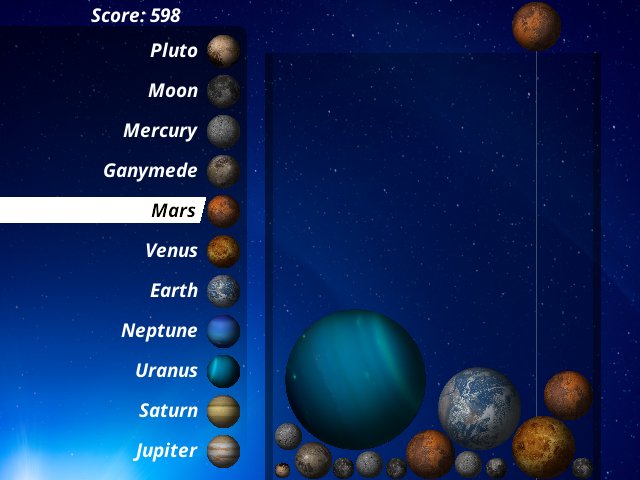 Score: 598
Pluto
Moon
Mercury
Ganymede
Mars
Venus
Earth
Neptune
Uranus
Saturn
Jupiter